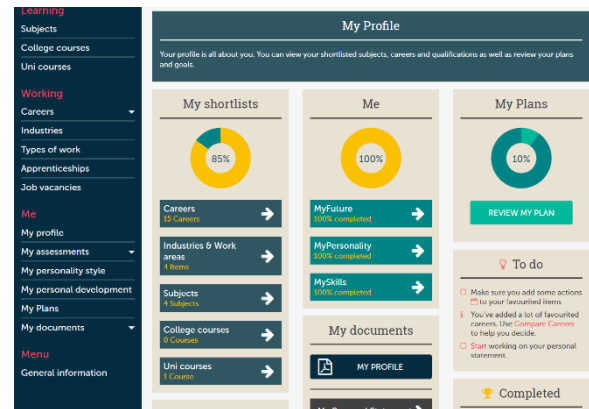 Learning
Subjects
College courses
Uni courses
Working
Careers
Industries
Types of work
Apprenticeships
Job vacancies
Me
My profile
My assessments
My personality style
My personal development
My Plans
My documents
Menu
General information
My Profile
Your profile is all about you. You can view your shortlisted subjects, careers and qualifications as well as review your plans
and goals.
My shortlists
85%
Careers
15 Careers
Industries & Work
areas
4 Items
Subjects
4 Subjects
College courses
0 Courses
Uni courses
1 Course
Me
100%
MyFuture
100% completed
MyPersonality
100% completed
MySkills
100% completed
My documents
MY PROFILE
My Personal Statement
My Plans
10%
REVIEW MY PLAN
To do
Make sure you add some actions
to your favourited items
You've added a lot of favourited
careers. Use Compare Careers
to help you decide.
Start working on your personal
statement.
Completed